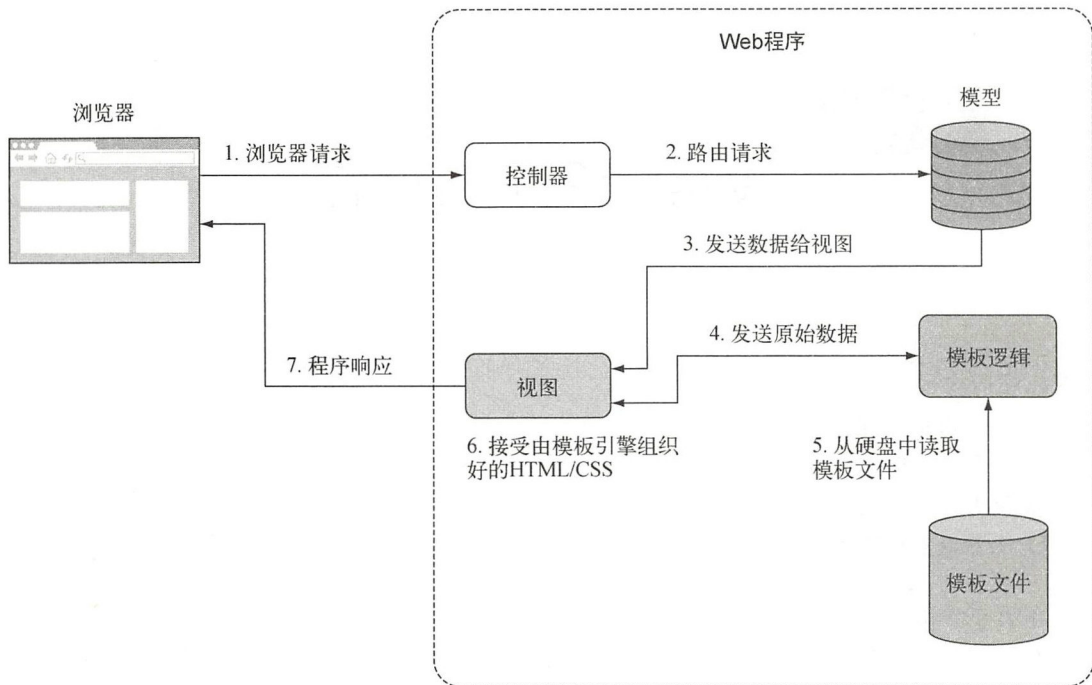 Web程序
浏览器
模型
1. 浏览器请求
控制器
2. 路由请求
3. 发送数据给视图
4. 发送原始数据
模板逻辑
7. 程序响应
视图
6. 接受由模板引擎组织
好的HTML/CSS
5. 从硬盘中读取
模板文件
模板文件